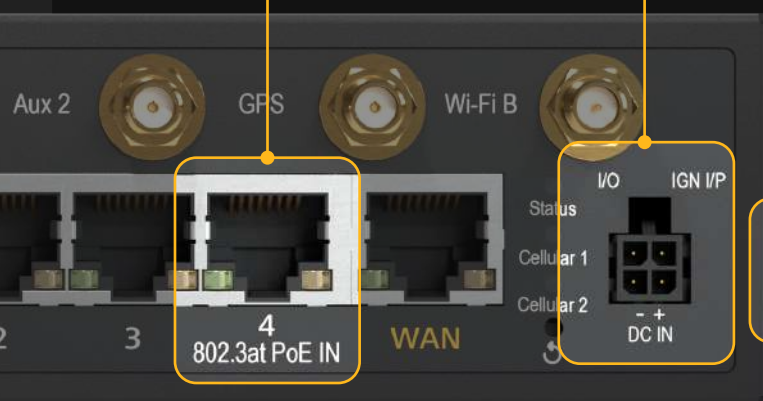 Aux 2
GPS
Wi-Fi B
I/O
IGN I/P
Status
Cellular 1
Cellular 2
- +
DC IN
2
3
4
802.3at PoE IN
WAN